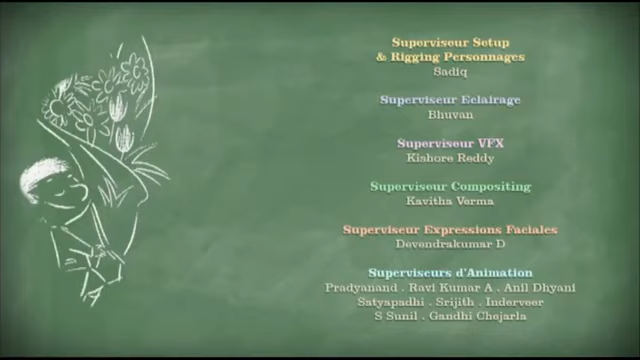 Superviseur Setup
& Rigging Personnages
Sadiq
Superviseur Eclairage
Bhuvan
Superviseur VFX
Kishore Reddy
Superviseur Compositing
Kavitha Verma
Superviseur Expressions Faciales
Devendrakumar D
Superviseurs d'Animation
Pradyanand . Ravi Kumar A . Anil Dhyani
Satyapadhi . Srijith . Inderveer
S Sunil . Gandhi Chejarla